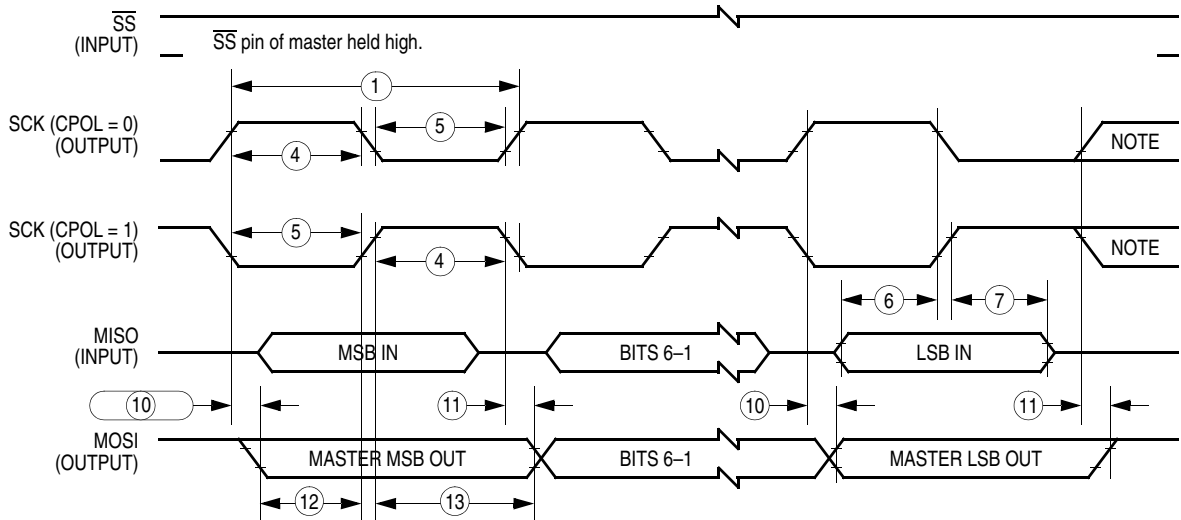 SS
(INPUT)
SS pin of master held high.
1
SCK (CPOL = 0)
(OUTPUT)
5
4
NOTE
SCK (CPOL = 1)
(OUTPUT)
5
4
NOTE
6
7
MISO
(INPUT)
MSB IN
BITS 6–1
LSB IN
10
11
10
11
MOSI
(OUTPUT)
MASTER MSB OUT
BITS 6–1
MASTER LSB OUT
12
13